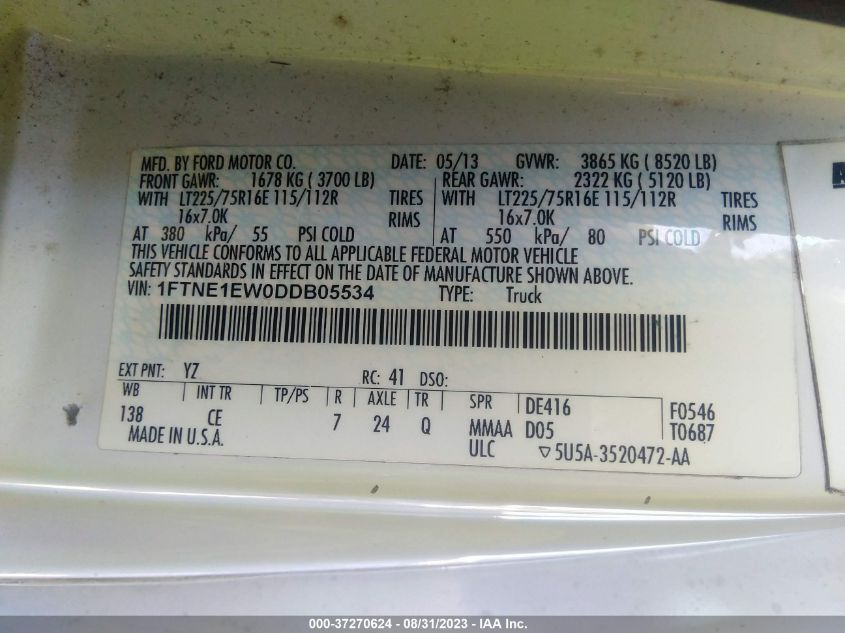 MFD. BY FORD MOTOR CO. DATE: 05/13 GVWR: 3865 KG ( 8520 LB)
FRONT GAWR: 1678 KG ( 3700 LB) REAR GAWR: 2322 KG ( 5120 LB)
WITH LT225/75R16E 115/112R TIRES WITH LT225/75R16E 115/112R TIRES
16x7.0K RIMS 16x7.0K RIMS
AT 380 kPa/ 55 PSI COLD AT 550 kPa/ 80 PSI COLD
THIS VEHICLE CONFORMS TO ALL APPLICABLE FEDERAL MOTOR VEHICLE
SAFETY STANDARDS IN EFFECT ON THE DATE OF MANUFACTURE SHOWN ABOVE.
VIN: 1FTNE1EW0DDB05534 TYPE: Truck
EXT PNT: YZ RC: 41 DSO:
WB INT TR TP/PS R AXLE TR SPR DE416 F0546
138 CE 7 24 Q MMAA D05 T0687
MADE IN U.S.A. ULC ▽5U5A-3520472-AA
000-37270624 - 08/31/2023 - IAA Inc.